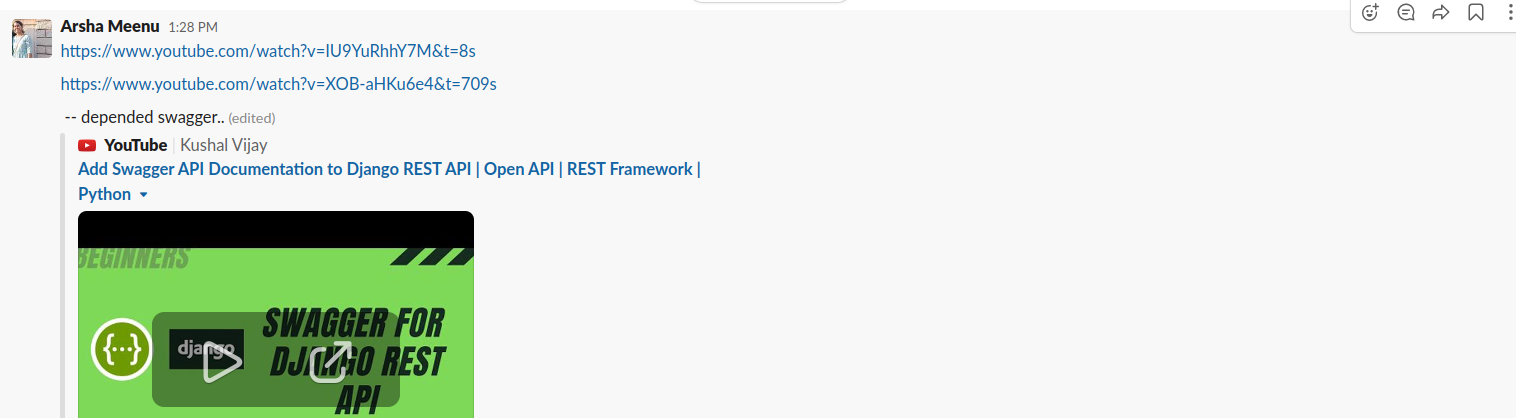 Arsha Meenu 1:28 PM
https://www.youtube.com/watch?v=IU9YuRhhY7M&t=8s
https://www.youtube.com/watch?v=XOB-aHKu6e4&t=709s
-- depended swagger.. (edited)
YouTube | Kushal Vijay
Add Swagger API Documentation to Django REST API | Open API | REST Framework |
Python
BEGINNERS
SWAGGER FOR
django
DJANGO REST
API